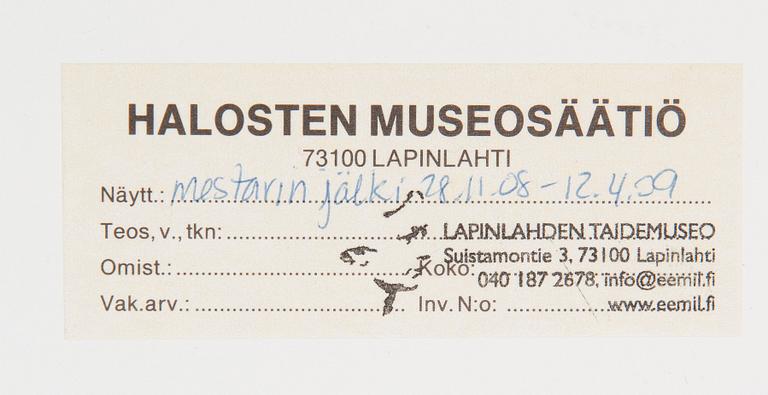 HALOSTEN MUSEOSÄÄTIÖ
73100 LAPINLAHTI
Näytt.: mestarin jälki 28.11.08 – 12.4.09
Teos, v., tkn: LAPINLAHDEN TAIDEMUSEO
Suistamontie 3, 73100 Lapinlahti
Omist.: Koko:
040 187 2678, info@eemil.fi
Vak.arv.: Inv. N:o: www.eemil.fi